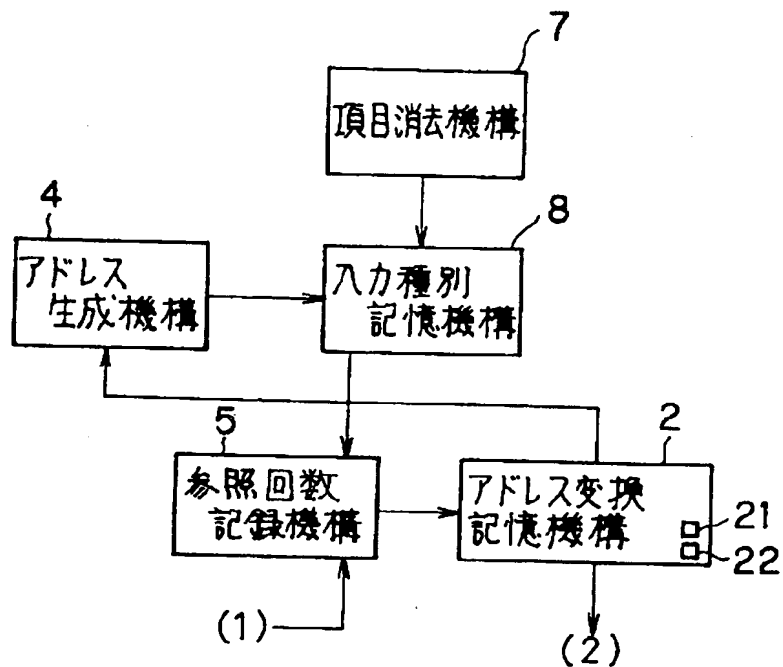 7
項目消去機構
4
8
アドレス
生成機構
入力種別
記憶機構
5
2
参照回数
記録機構
アドレス変換
記憶機構
21
22
(1)
(2)